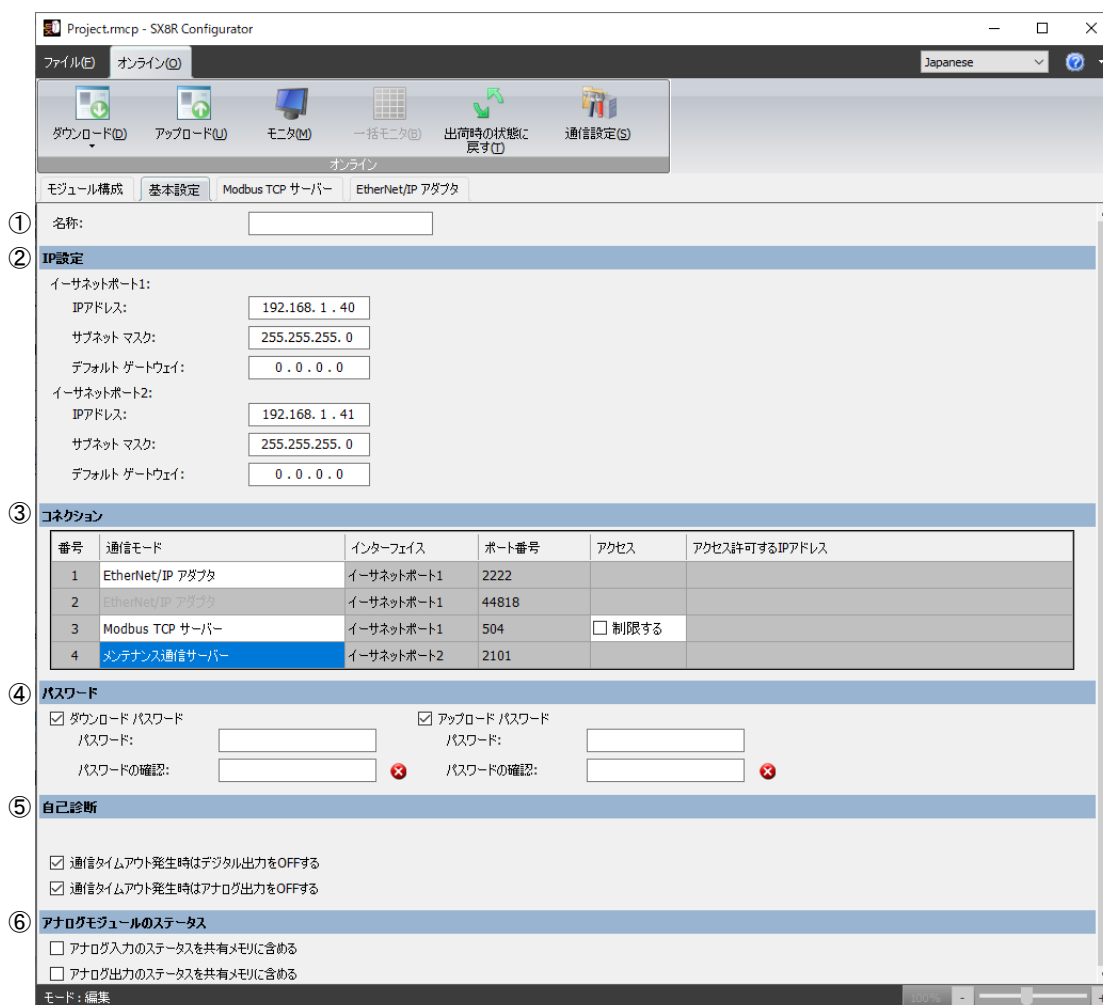 Project.rmcp - SX8R Configurator
ファイル(F) オンライン(O) Japanese
ダウンロード(D) アップロード(U) モニタ(M) 一括モニタ(B) 出荷時の状態に 通信設定(S)
戻す(T)
オンライン
モジュール構成 基本設定 Modbus TCP サーバー EtherNet/IP アダプタ
① 名称:
② IP設定
イーサネットポート1:
IPアドレス: 192.168. 1 . 40
サブネット マスク: 255.255.255. 0
デフォルト ゲートウェイ: 0 . 0 . 0 . 0
イーサネットポート2:
IPアドレス: 192.168. 1 . 41
サブネット マスク: 255.255.255. 0
デフォルト ゲートウェイ: 0 . 0 . 0 . 0
③ コネクション
番号 通信モード インターフェイス ポート番号 アクセス アクセス許可するIPアドレス
1 EtherNet/IP アダプタ イーサネットポート1 2222
2 EtherNet/IP アダプタ イーサネットポート1 44818
3 Modbus TCP サーバー イーサネットポート1 504 制限する
4 メンテナンス通信サーバー イーサネットポート2 2101
④ パスワード
ダウンロード パスワード アップロード パスワード
パスワード: パスワード:
パスワードの確認: パスワードの確認:
⑤ 自己診断
通信タイムアウト発生時はデジタル出力をOFFする
通信タイムアウト発生時はアナログ出力をOFFする
⑥ アナログモジュールのステータス
アナログ入力のステータスを共有メモリに含める
アナログ出力のステータスを共有メモリに含める
モード : 編集 100% - +